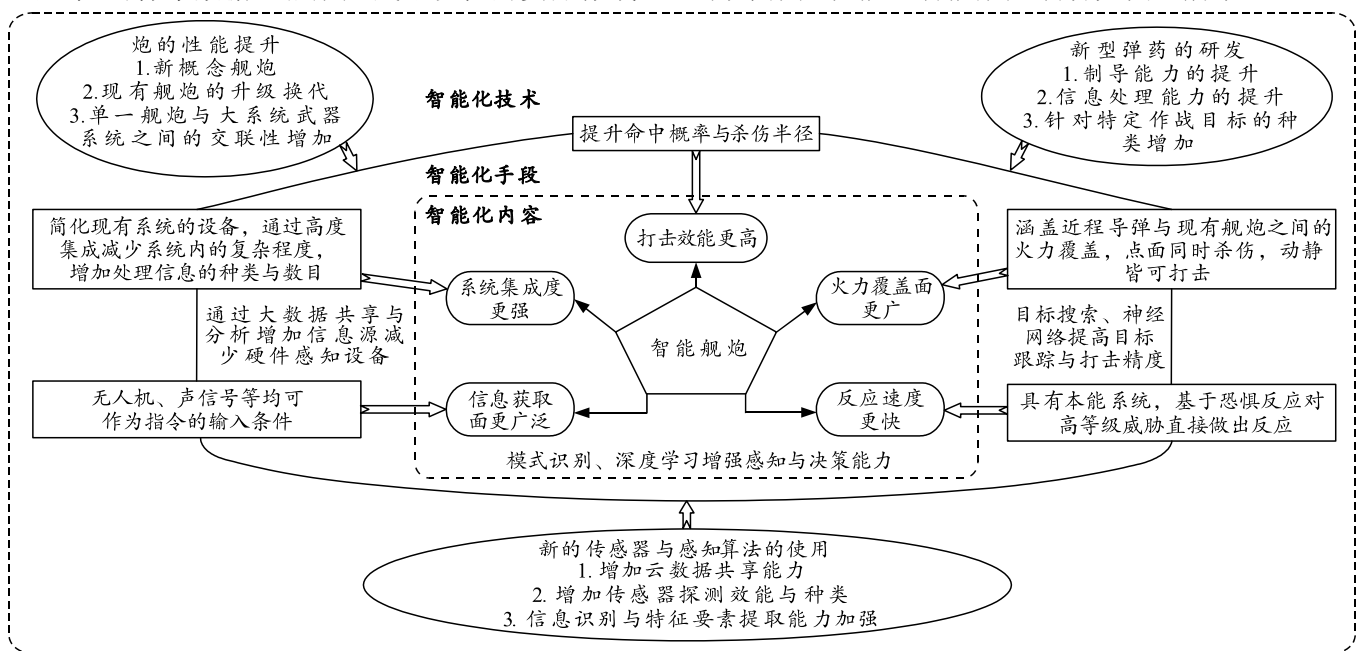 炮的性能提升
1.新概念舰炮
2.现有舰炮的升级换代
3.单一舰炮与大系统武器
系统之间的交联性增加
智能化技术
新型弹药的研发
1.制导能力的提升
2.信息处理能力的提升
3.针对特定作战目标的种
类增加
提升命中概率与杀伤半径
智能化手段
智能化内容
简化现有系统的设备，通过高度
集成减少系统内的复杂程度，
增加处理信息的种类与数目
打击效能更高
涵盖近程导弹与现有舰炮之间的
火力覆盖，点面同时杀伤，动静
皆可打击
系统集成度
更强
火力覆盖面
更广
通过大数据共享与
分析增加信息源减
少硬件感知设备
智能舰炮
目标搜索、神经
网络提高目标
跟踪与打击精度
无人机、声信号等均可
作为指令的输入条件
信息获取
面更广泛
反应速度
更快
具有本能系统，基于恐惧反应对
高等级威胁直接做出反应
模式识别、深度学习增强感知与决策能力
新的传感器与感知算法的使用
1.增加云数据共享能力
2.增加传感器探测效能与种类
3.信息识别与特征要素提取能力加强